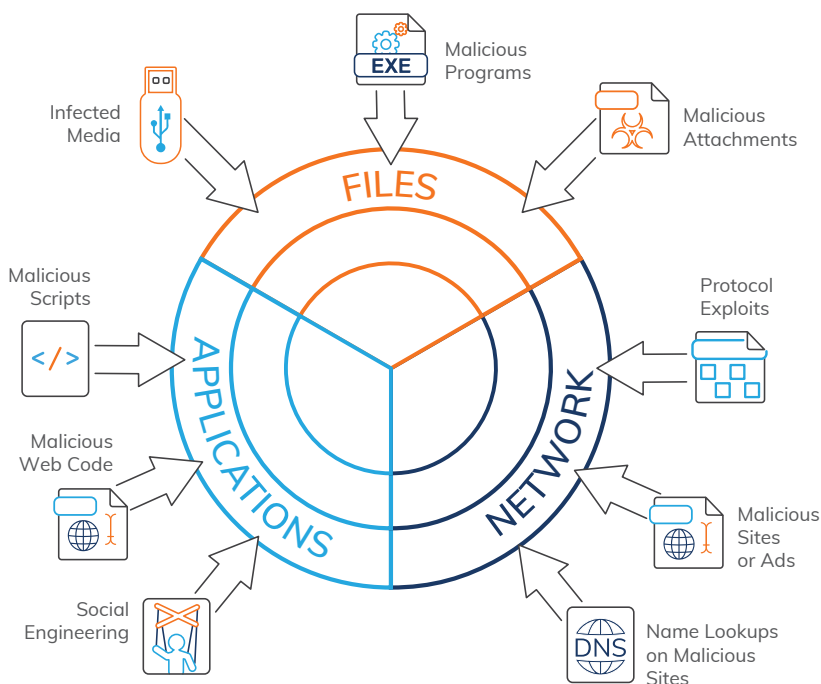 EXE
Malicious
Programs
Infected
Media
Malicious
Attachments
FILES
Malicious
Scripts
</>
Protocol
Exploits
APPLICATIONS
NETWORK
Malicious
Web Code
Malicious
Sites
or Ads
Social
Engineering
DNS
Name Lookups
on Malicious
Sites